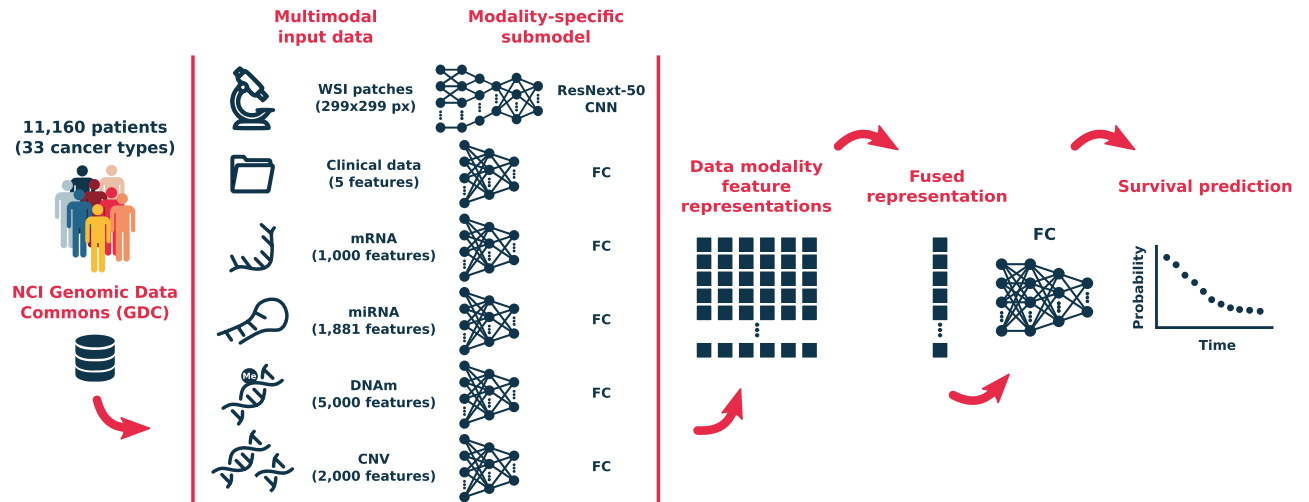 11,160 patients
(33 cancer types)
NCI Genomic Data
Commons (GDC)
Multimodal
input data
Modality-specific
submodel
WSI patches
(299x299 px)
ResNext-50
CNN
Clinical data
(5 features)
FC
mRNA
(1,000 features)
FC
miRNA
(1,881 features)
FC
Me
DNAm
(5,000 features)
FC
CNV
(2,000 features)
FC
Data modality
feature
representations
Fused
representation
FC
Survival prediction
Probability
Time